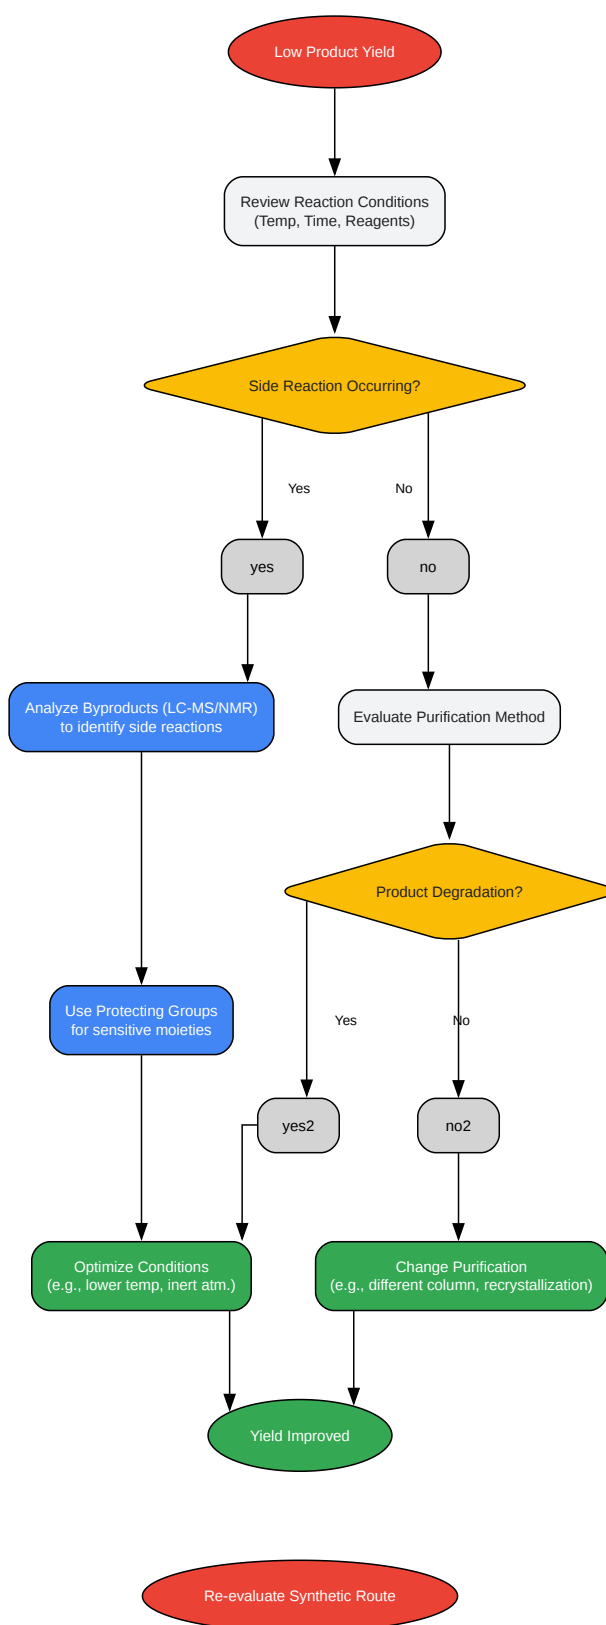 Low Product Yield
Review Reaction Conditions
(Temp, Time, Reagents)
Side Reaction Occurring?
Yes
No
yes
no
Analyze Byproducts (LC-MS/NMR)
to identify side reactions
Evaluate Purification Method
Product Degradation?
Use Protecting Groups
for sensitive moieties
Yes
No
yes2
no2
Optimize Conditions
(e.g., lower temp, inert atm.)
Change Purification
(e.g., different column, recrystallization)
Yield Improved
Re-evaluate Synthetic Route